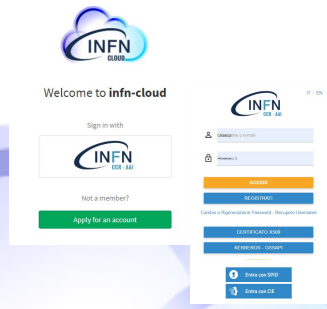 INFN
CLOUD
Welcome to infn-cloud
Sign in with
INFN
CCR - AAI
Not a member?
Apply for an account
IT | EN
INFN
CCR - AAI
ACCEDI
REGISTRATI
Cambio o Rigenerazione Password - Recupero Username
CERTIFICATO X509
KERBEROS - GSSAPI
Entra con SPID
Entra con CIE